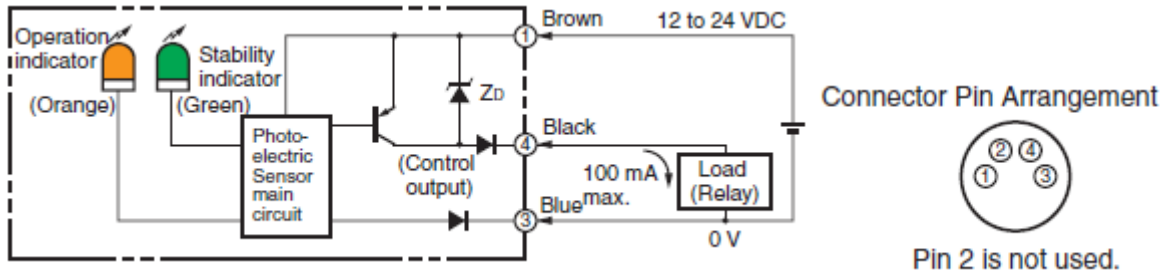 Operation
indicator
(Orange)
Stability
indicator
(Green)
Photo-
electric
Sensor
main
circuit
ZD
(Control
output)
1
Brown
12 to 24 VDC
4
Black
100 mA
max.
Load
(Relay)
3
Blue
0 V
Connector Pin Arrangement
2 4
1 3
Pin 2 is not used.